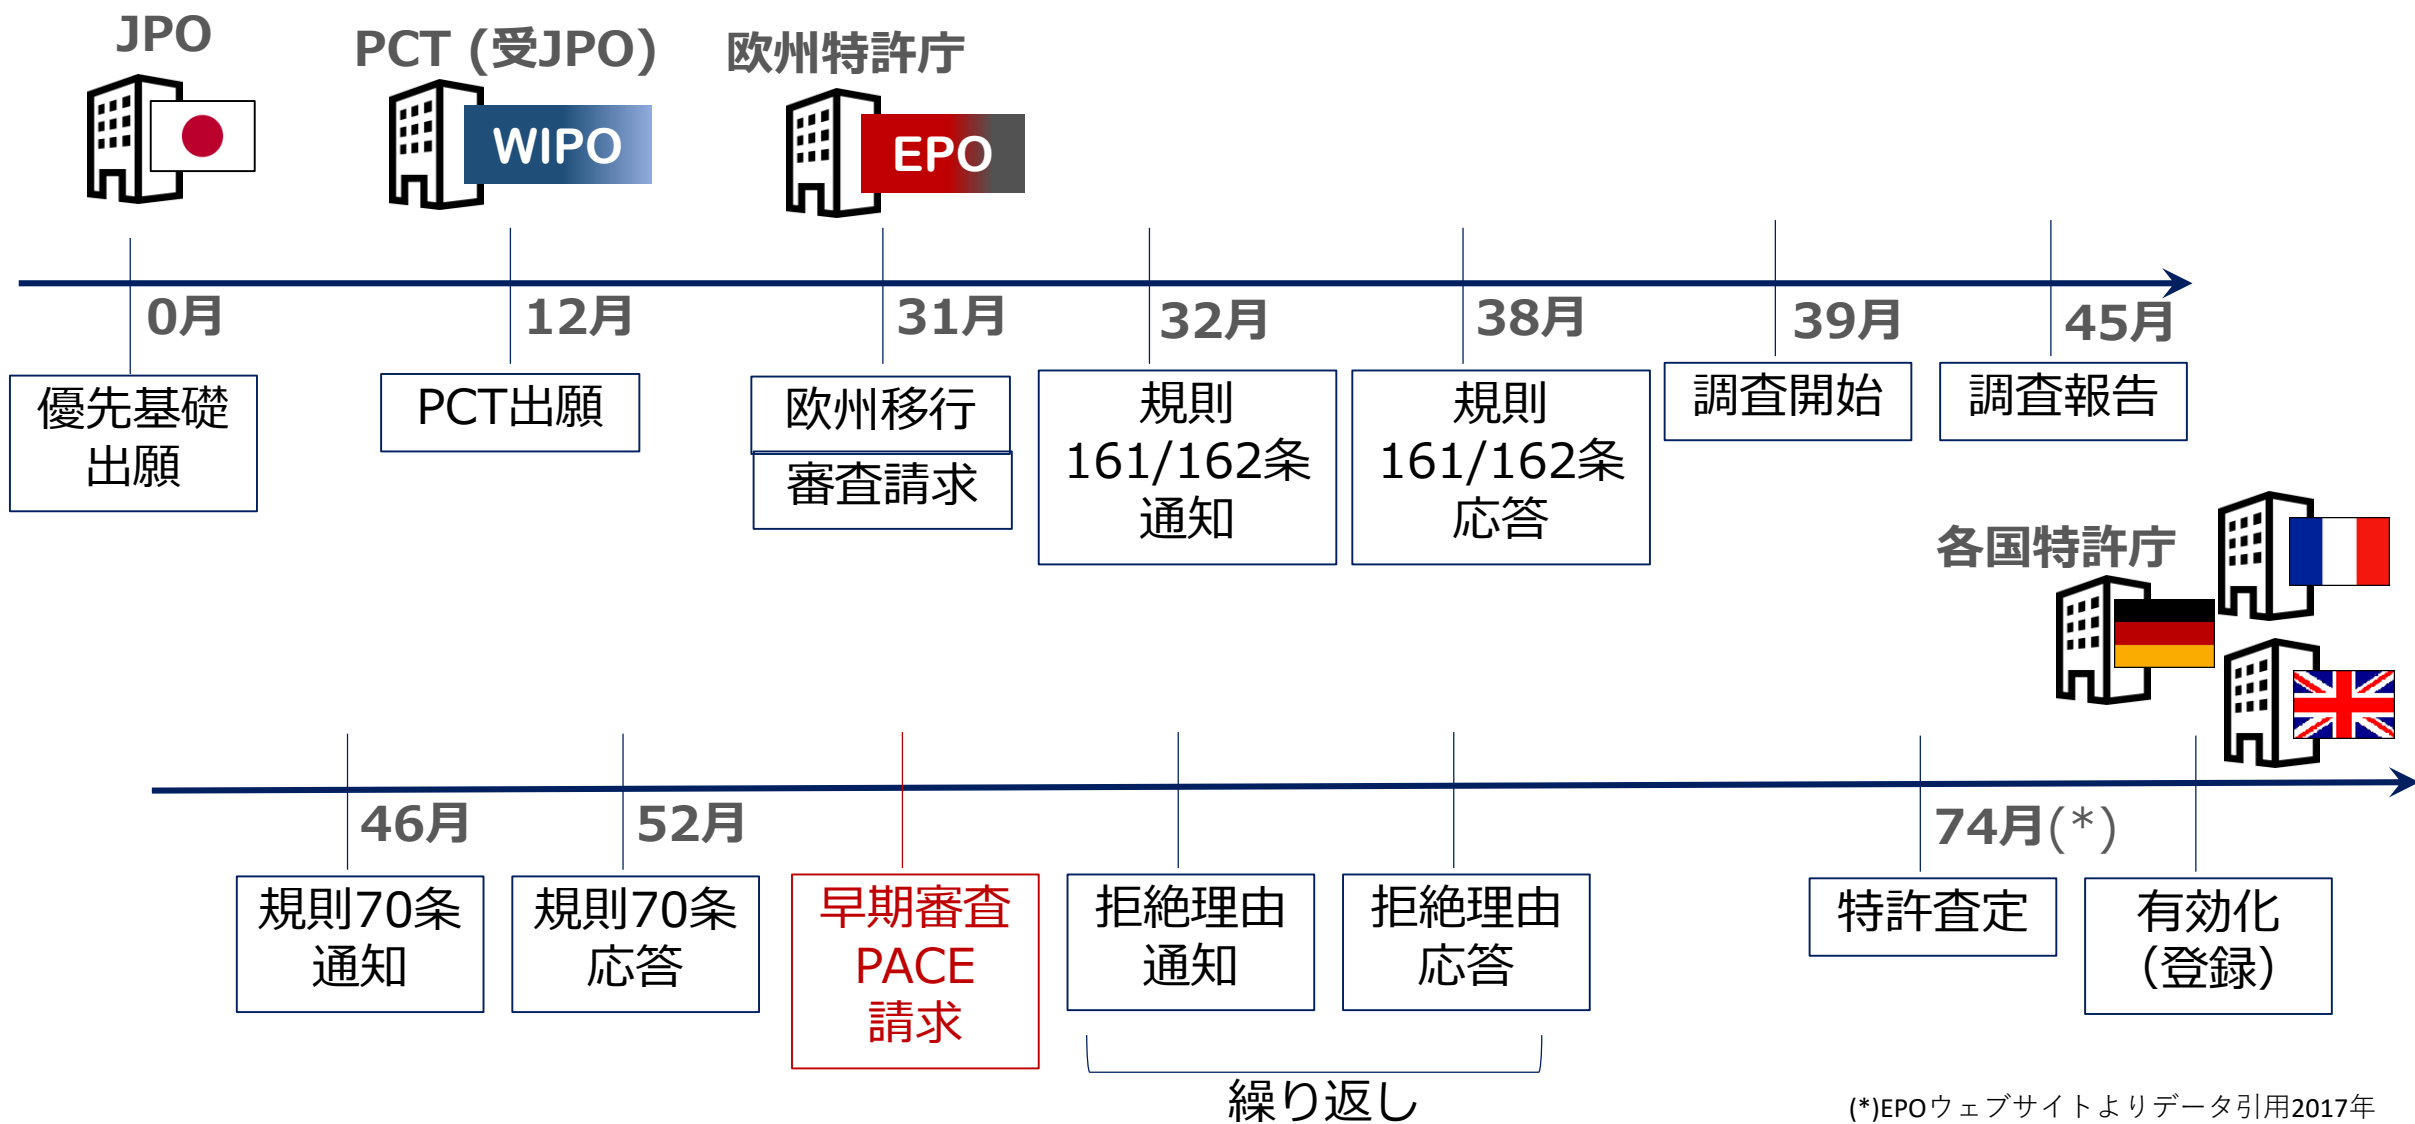 JPO
PCT (受JPO)
欧州特許庁
WIPO
EPO
0月
12月
31月
32月
38月
39月
45月
優先基礎
出願
PCT出願
欧州移行
審査請求
規則
161/162条
通知
規則
161/162条
応答
調査開始
調査報告
各国特許庁
46月
52月
74月(*)
規則70条
通知
規則70条
応答
早期審査
PACE
請求
拒絶理由
通知
拒絶理由
応答
特許査定
有効化
（登録）
繰り返し
(*)EPOウェブサイトよりデータ引用2017年